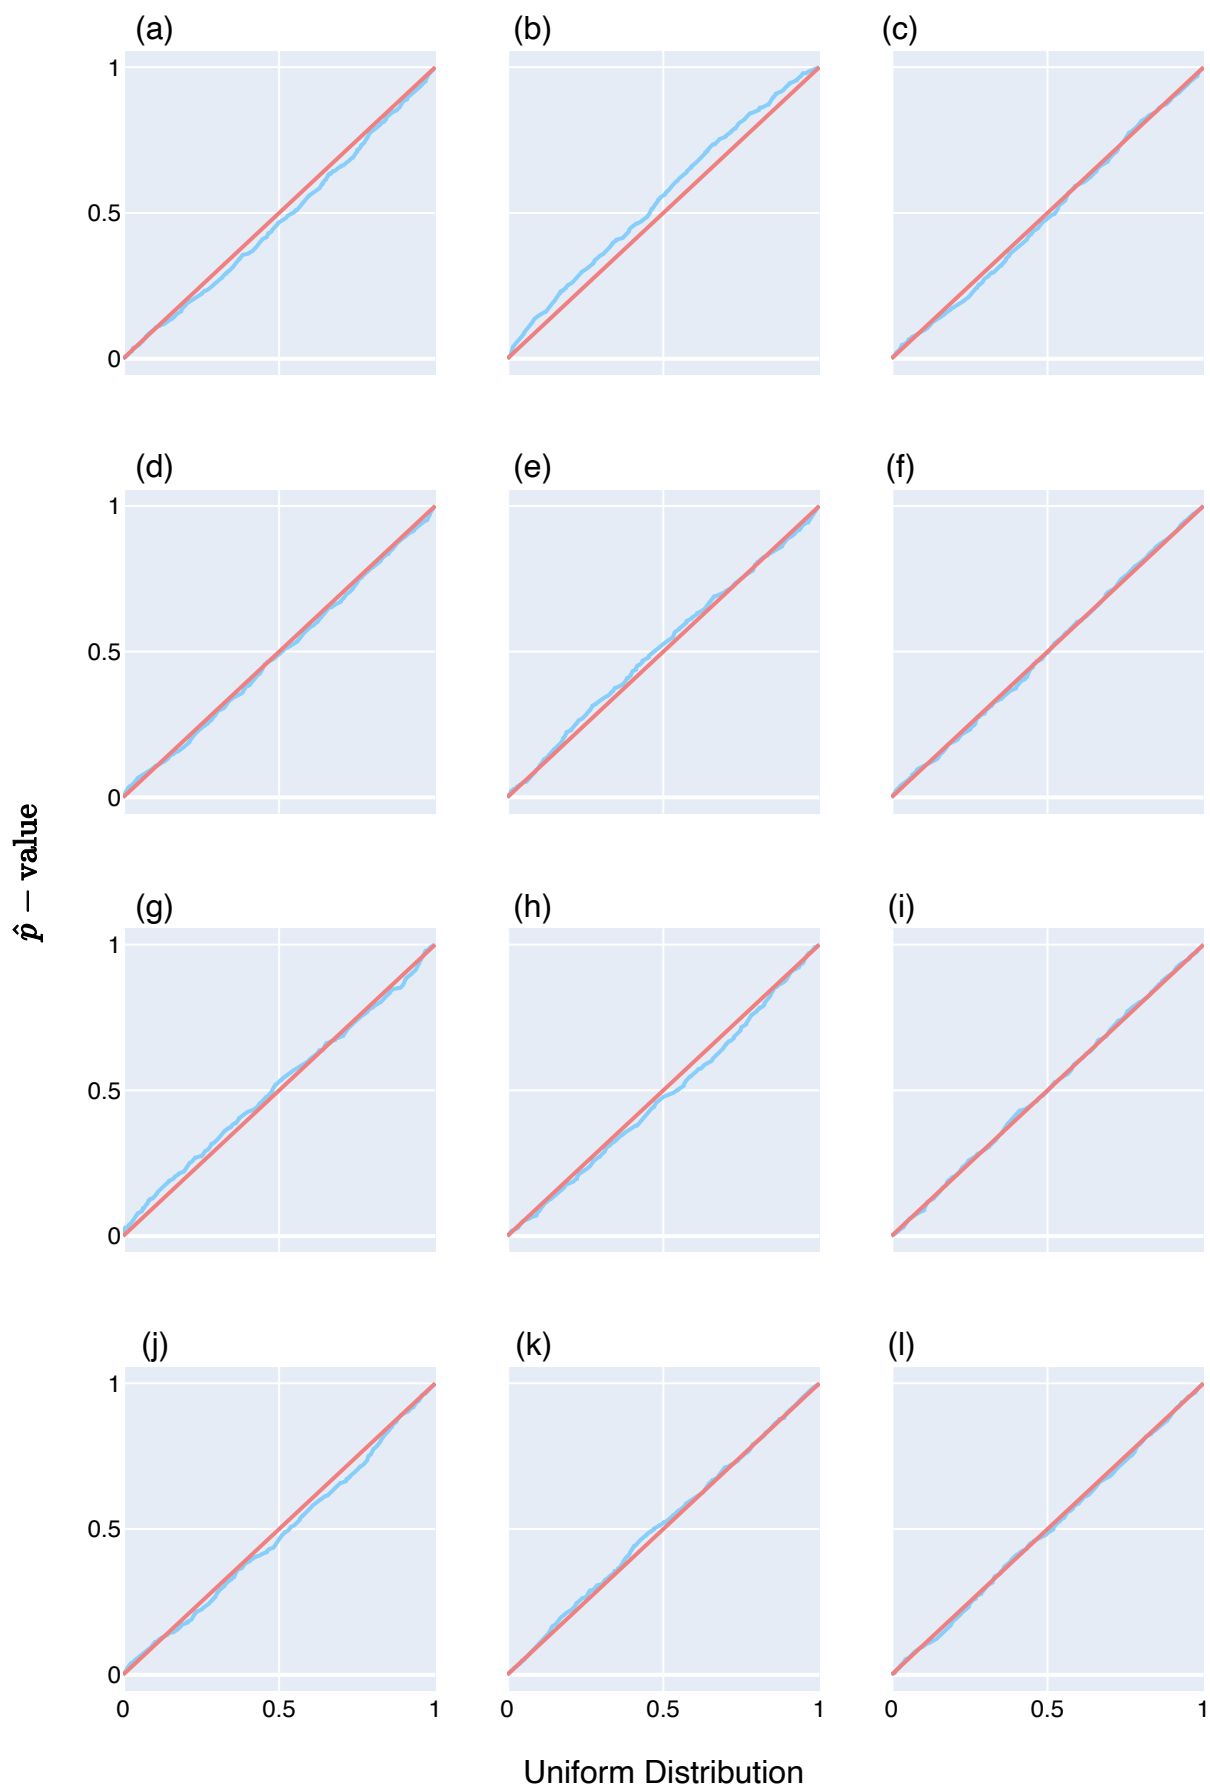 (a) (b) (c)
1
0.5
0
(d) (e) (f)
1
0.5
0
p̂ − value
(g) (h) (i)
1
0.5
0
(j) (k) (l)
1
0.5
0
0 0.5 1 0 0.5 1 0 0.5 1
Uniform Distribution